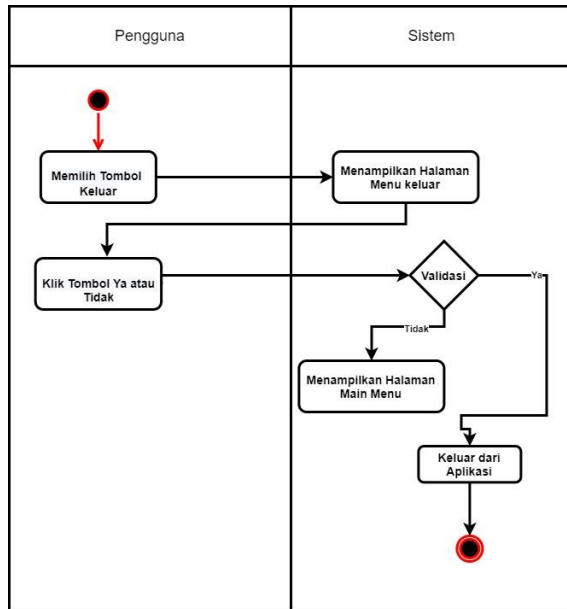 Pengguna
Sistem
Memilih Tombol
Keluar
Menampilkan Halaman
Menu keluar
Klik Tombol Ya atau
Tidak
Validasi
Ya
Tidak
Menampilkan Halaman
Main Menu
Keluar dari
Aplikasi